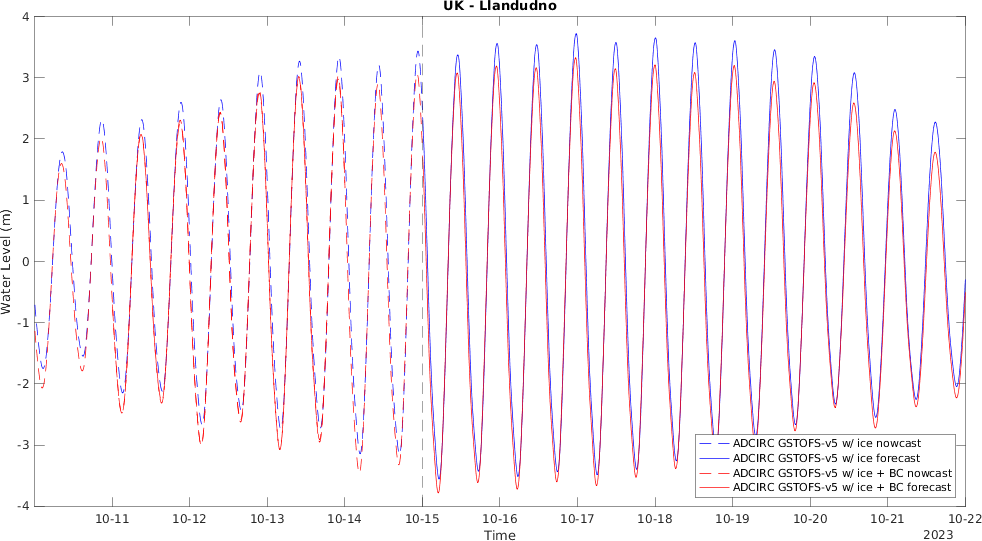 UK - Llandudno
4
3
2
1
0
-1
-2
-3
-4
Water Level (m)
10-11 10-12 10-13 10-14 10-15 10-16 10-17 10-18 10-19 10-20 10-21 10-22
Time
2023
ADCIRC GSTOFS-v5 w/ ice nowcast
ADCIRC GSTOFS-v5 w/ ice forecast
ADCIRC GSTOFS-v5 w/ ice + BC nowcast
ADCIRC GSTOFS-v5 w/ ice + BC forecast